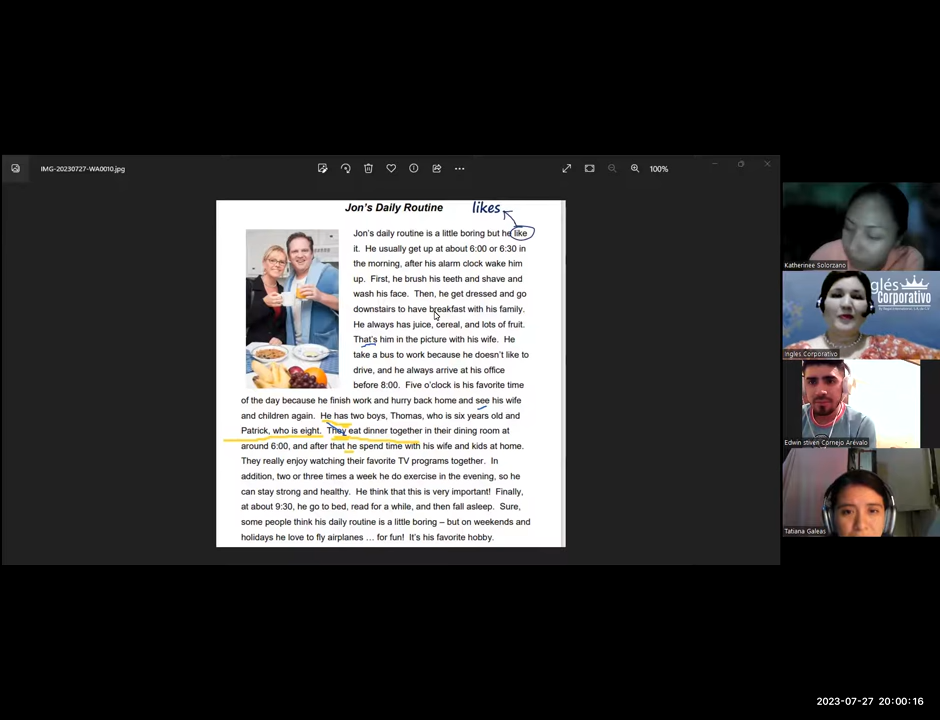 IMG-20230727-WA0010.jpg
100%
Jon's Daily Routine
likes
Jon's daily routine is a little boring but he like
it. He usually get up at about 6:00 or 6:30 in
the morning, after his alarm clock wake him
up. First, he brush his teeth and shave and
wash his face. Then, he get dressed and go
downstairs to have breakfast with his family.
He always has juice, cereal, and lots of fruit.
That's him in the picture with his wife. He
take a bus to work because he doesn't like to
drive, and he always arrive at his office
before 8:00. Five o'clock is his favorite time
of the day because he finish work and hurry back home and see his wife
and children again. He has two boys, Thomas, who is six years old and
Patrick, who is eight. They eat dinner together in their dining room at
around 6:00, and after that he spend time with his wife and kids at home.
They really enjoy watching their favorite TV programs together. In
addition, two or three times a week he do exercise in the evening, so he
can stay strong and healthy. He think that this is very important! Finally,
at about 9:30, he go to bed, read for a while, and then fall asleep. Sure,
some people think his daily routine is a little boring – but on weekends and
holidays he love to fly airplanes … for fun! It's his favorite hobby.
Katherinee Solorzano
glés
Corporativo
Ingles Corporativo
Edwin stiven Cornejo Arévalo
Tatiana Galeas
2023-07-27 20:00:16